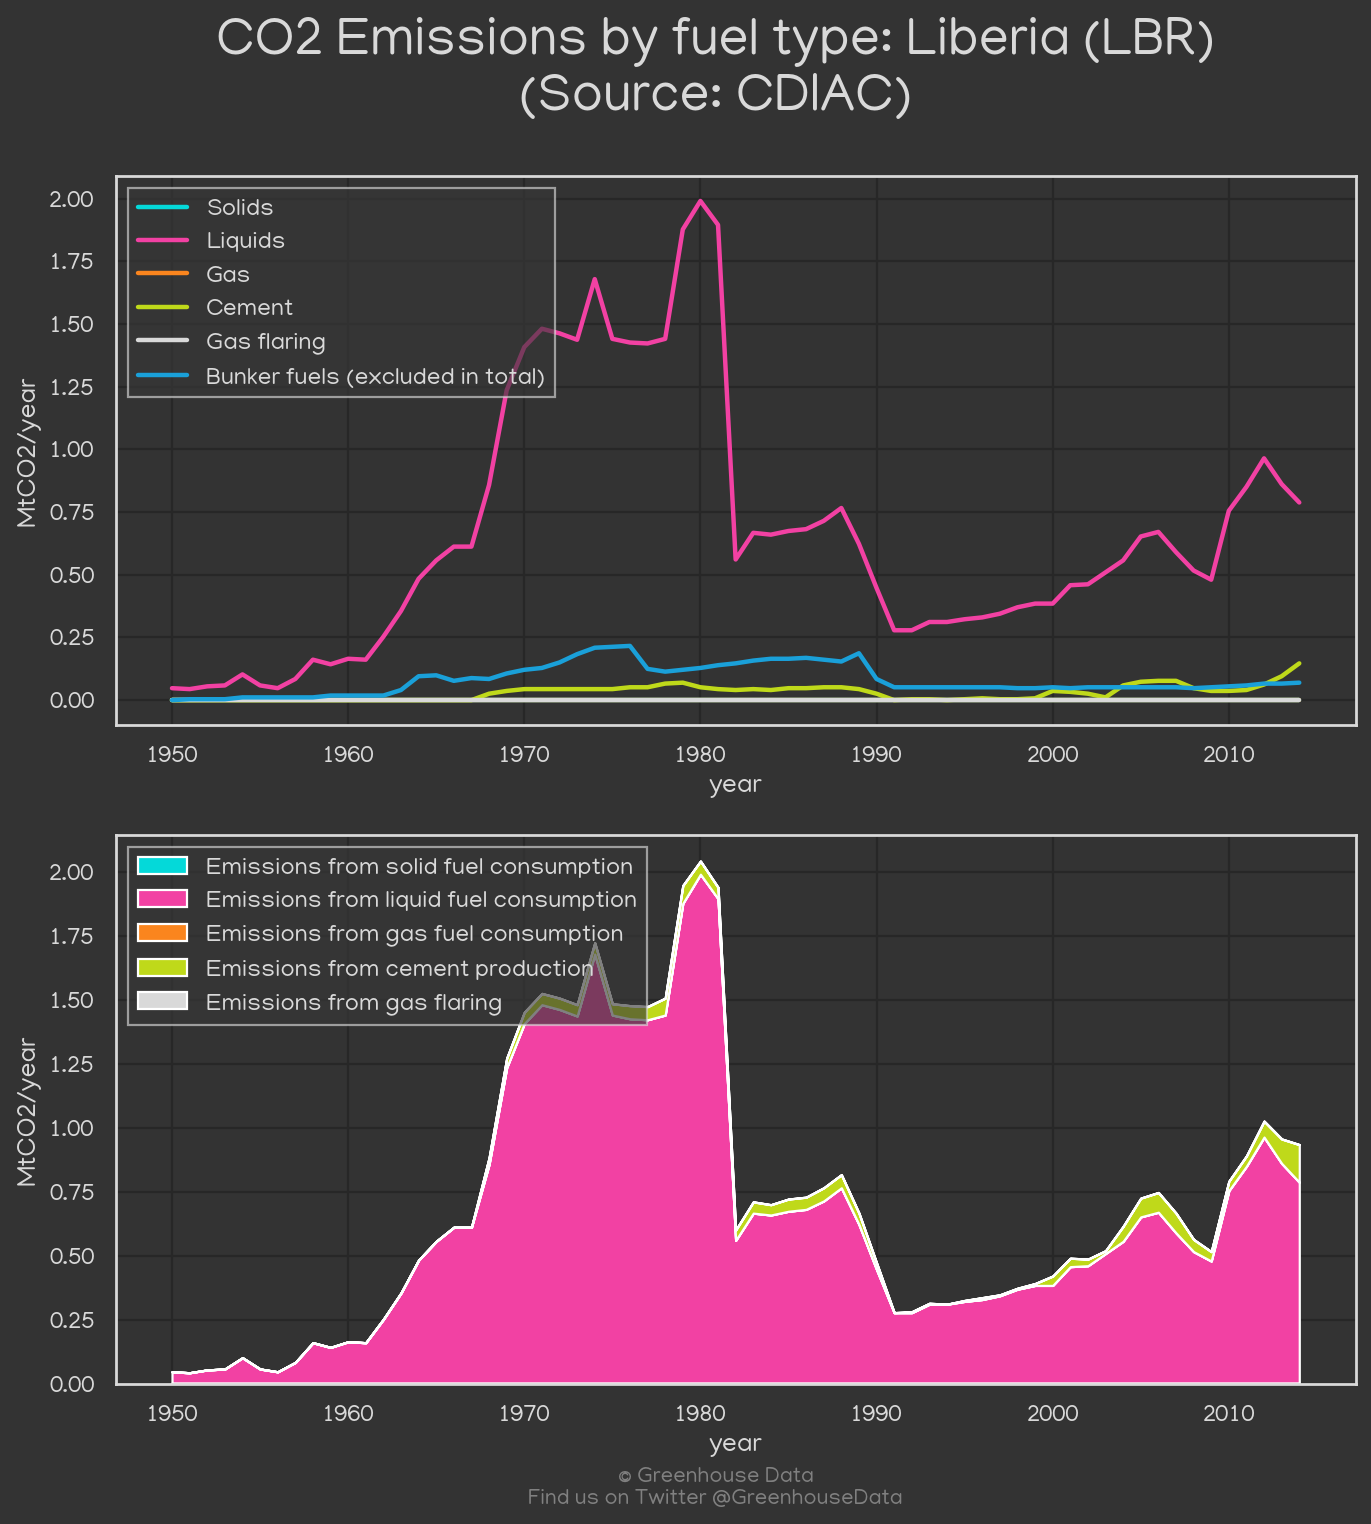 CO2 Emissions by fuel type: Liberia (LBR)
(Source: CDIAC)
2.00
1.75
1.50
1.25
1.00
0.75
0.50
0.25
0.00
MtCO2/year
Solids
Liquids
Gas
Cement
Gas flaring
Bunker fuels (excluded in total)
1950 1960 1970 1980 1990 2000 2010
year
2.00
1.75
1.50
1.25
1.00
0.75
0.50
0.25
0.00
MtCO2/year
Emissions from solid fuel consumption
Emissions from liquid fuel consumption
Emissions from gas fuel consumption
Emissions from cement production
Emissions from gas flaring
1950 1960 1970 1980 1990 2000 2010
year
© Greenhouse Data
Find us on Twitter @GreenhouseData